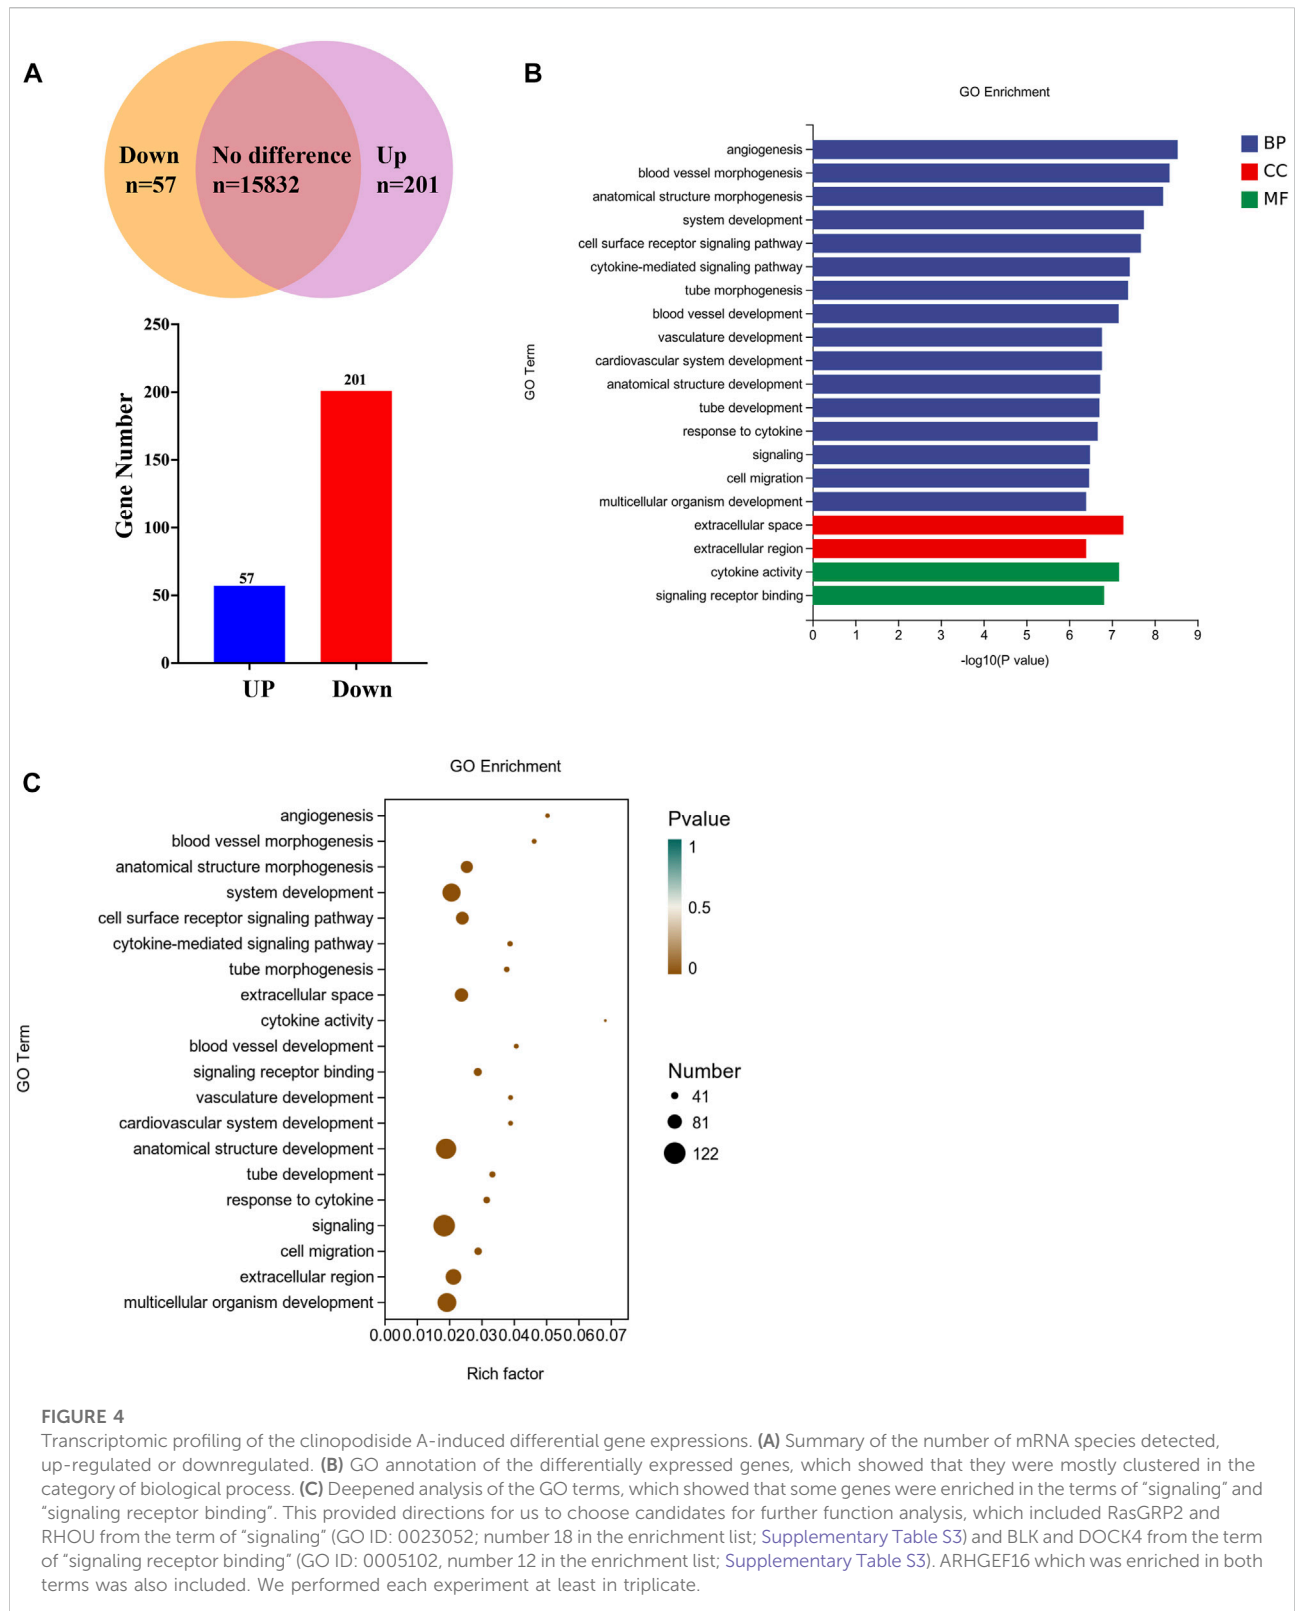 A
Down
n=57
No difference
n=15832
Up
n=201
250
200
150
100
50
0
Gene Number
57
201
UP
Down
B
GO Enrichment
angiogenesis
blood vessel morphogenesis
anatomical structure morphogenesis
system development
cell surface receptor signaling pathway
cytokine-mediated signaling pathway
tube morphogenesis
blood vessel development
vasculature development
cardiovascular system development
anatomical structure development
tube development
response to cytokine
signaling
cell migration
multicellular organism development
extracellular space
extracellular region
cytokine activity
signaling receptor binding
GO Term
0 1 2 3 4 5 6 7 8 9
-log10(P value)
BP
CC
MF
C
GO Enrichment
angiogenesis
blood vessel morphogenesis
anatomical structure morphogenesis
system development
cell surface receptor signaling pathway
cytokine-mediated signaling pathway
tube morphogenesis
extracellular space
cytokine activity
blood vessel development
signaling receptor binding
vasculature development
cardiovascular system development
anatomical structure development
tube development
response to cytokine
signaling
cell migration
extracellular region
multicellular organism development
GO Term
0.000.010.020.030.040.050.060.07
Rich factor
Pvalue
1
0.5
0
Number
41
81
122
FIGURE 4
Transcriptomic profiling of the clinopodiside A-induced differential gene expressions. (A) Summary of the number of mRNA species detected,
up-regulated or downregulated. (B) GO annotation of the differentially expressed genes, which showed that they were mostly clustered in the
category of biological process. (C) Deepened analysis of the GO terms, which showed that some genes were enriched in the terms of “signaling” and
“signaling receptor binding”. This provided directions for us to choose candidates for further function analysis, which included RasGRP2 and
RHOU from the term of “signaling” (GO ID: 0023052; number 18 in the enrichment list; Supplementary Table S3) and BLK and DOCK4 from the term
of “signaling receptor binding” (GO ID: 0005102, number 12 in the enrichment list; Supplementary Table S3). ARHGEF16 which was enriched in both
terms was also included. We performed each experiment at least in triplicate.